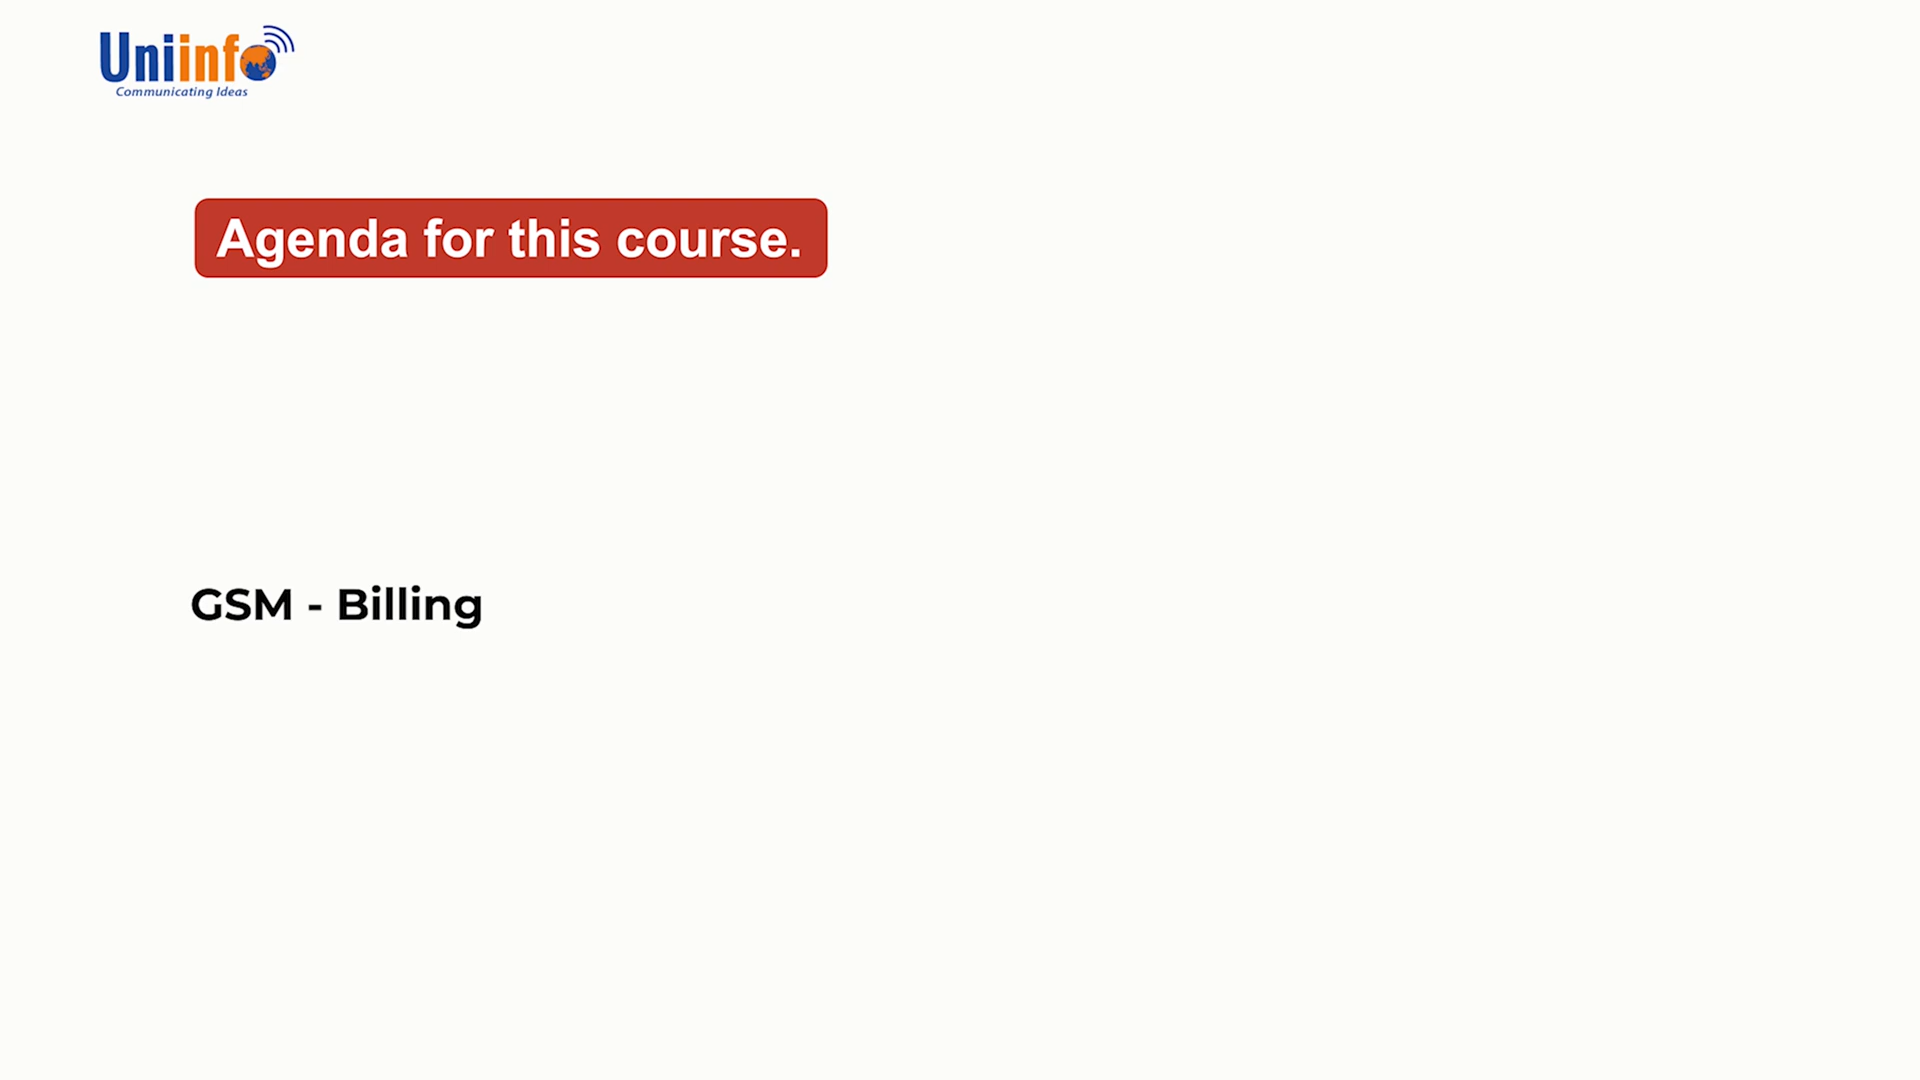 Uniinfo
Communicating Ideas
Agenda for this course.
GSM - Billing